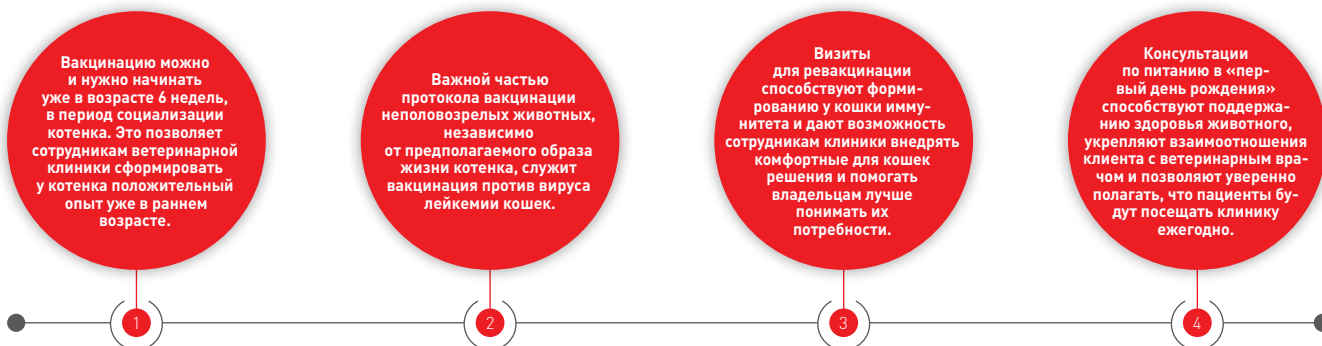 Вакцинацию можно
и нужно начинать
уже в возрасте 6 недель,
в период социализации
котенка. Это позволяет
сотрудникам ветеринарной
клиники сформировать
у котенка положительный
опыт уже в раннем
возрасте.
Важной частью
протокола вакцинации
неполовозрелых животных,
независимо
от предполагаемого образа
жизни котенка, служит
вакцинация против вируса
лейкемии кошек.
Визиты
для ревакцинации
способствуют форми-
рованию у кошки имму-
нитета и дают возможность
сотрудникам клиники внедрять
комфортные для кошек
решения и помогать
владельцам лучше
понимать их
потребности.
Консультации
по питанию в «пер-
вый день рождения»
способствуют поддержа-
нию здоровья животного,
укрепляют взаимоотношения
клиента с ветеринарным вра-
чом и позволяют уверенно
полагать, что пациенты бу-
дут посещать клинику
ежегодно.
1
2
3
4